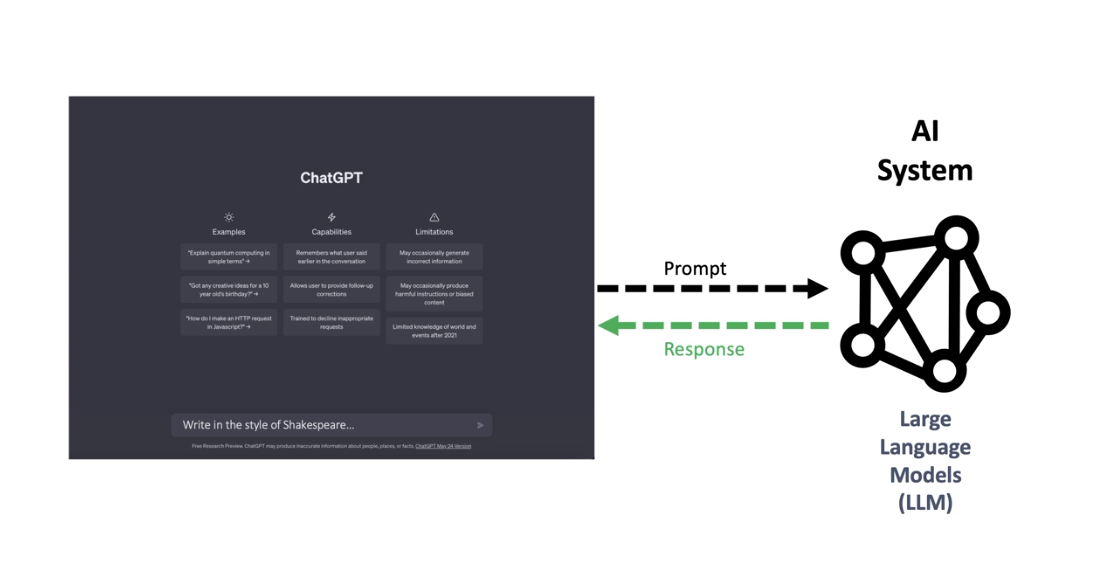 ChatGPT
Examples
"Explain quantum computing in
simple terms" →
"Got any creative ideas for a 10
year old's birthday?" →
"How do I make an HTTP request
in Javascript?" →
Capabilities
Remembers what user said
earlier in the conversation
Allows user to provide follow-up
corrections
Trained to decline inappropriate
requests
Limitations
May occasionally generate
incorrect information
May occasionally produce
harmful instructions or biased
content
Limited knowledge of world and
events after 2021
Write in the style of Shakespeare...
Free Research Preview. ChatGPT may produce inaccurate information about people, places, or facts. ChatGPT May 24 Version
Prompt
Response
AI
System
Large
Language
Models
(LLM)